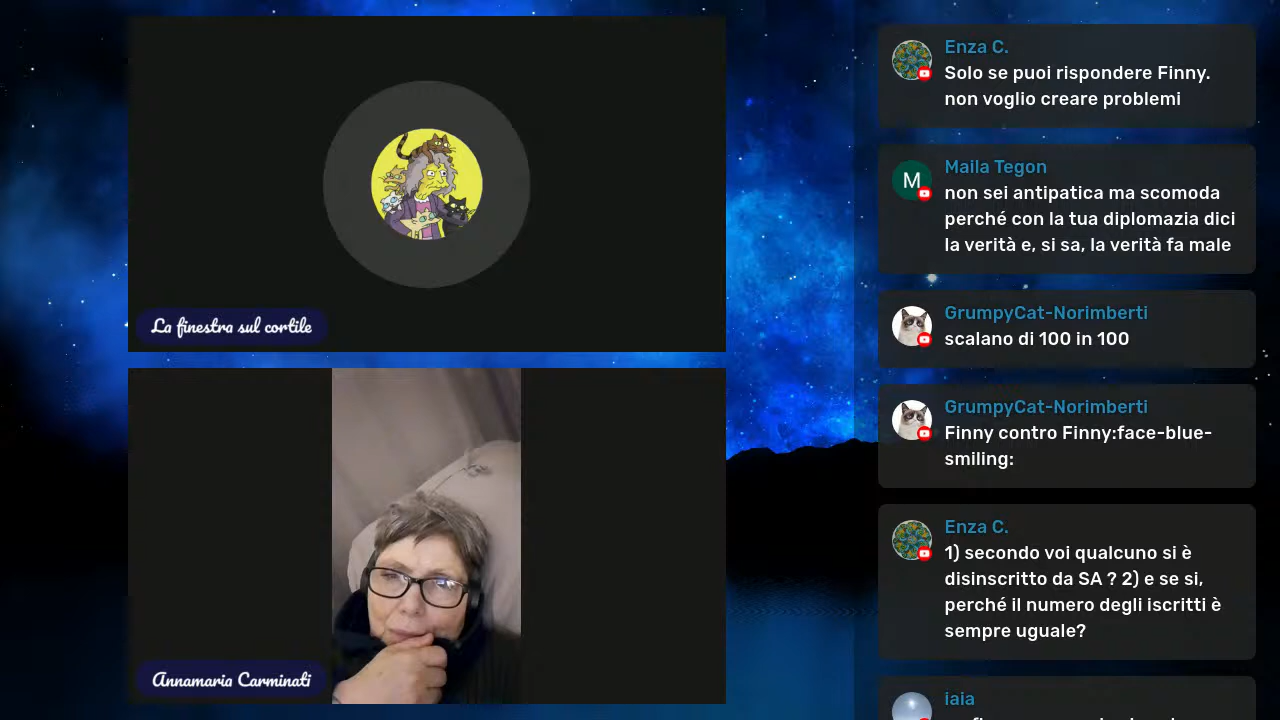 La finestra sul cortile
Annamaria Carminati
Enza C.
Solo se puoi rispondere Finny.
non voglio creare problemi
M
Maila Tegon
non sei antipatica ma scomoda
perché con la tua diplomazia dici
la verità e, si sa, la verità fa male
GrumpyCat-Norimberti
scalano di 100 in 100
GrumpyCat-Norimberti
Finny contro Finny:face-blue-
smiling:
Enza C.
1) secondo voi qualcuno si è
disinscritto da SA ? 2) e se si,
perché il numero degli iscritti è
sempre uguale?
iaia